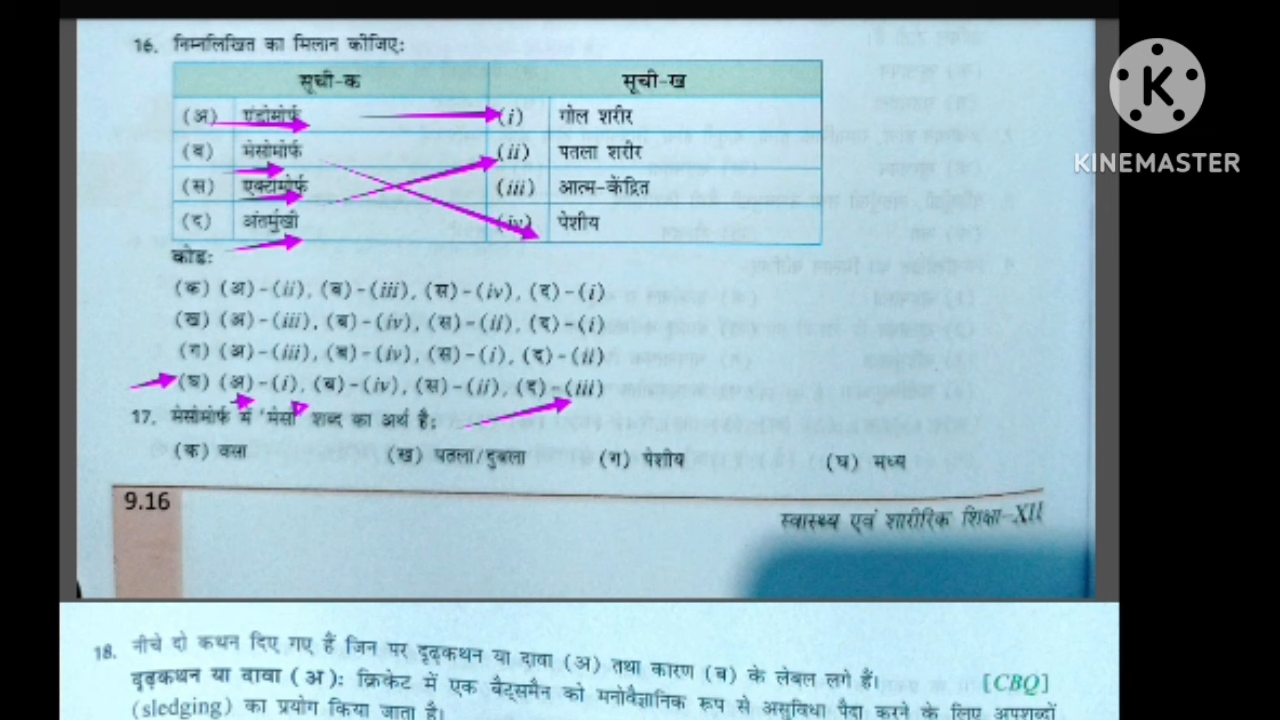 16. निम्नलिखित का मिलान कीजिए:
सूची-क सूची-ख
(अ) एंडोमोर्फ (i) गोल शरीर
(ब) मेसोमोर्फ (ii) पतला शरीर
(स) एक्टोमोर्फ (iii) आत्म-केंद्रित
(द) अंतर्मुखी (iv) पेशीय
कोड:
(क) (अ)-(ii), (ब)-(iii), (स)-(iv), (द)-(i)
(ख) (अ)-(iii), (ब)-(iv), (स)-(ii), (द)-(i)
(ग) (अ)-(iii), (ब)-(iv), (स)-(i), (द)-(ii)
(घ) (अ)-(i), (ब)-(iv), (स)-(ii), (द)-(iii)
17. मेसोमोर्फ में 'मेसो' शब्द का अर्थ है:
(क) वसा (ख) पतला/दुबला (ग) पेशीय (घ) मध्य
9.16
स्वास्थ्य एवं शारीरिक शिक्षा-XII
18. नीचे दो कथन दिए गए हैं जिन पर दृढ़कथन या दावा (अ) तथा कारण (ब) के लेबल लगे हैं। [CBQ]
दृढ़कथन या दावा (अ): क्रिकेट में एक बैट्समैन को मनोवैज्ञानिक रूप से असुविधा पैदा करने के लिए अपशब्दों
(sledging) का प्रयोग किया जाता है।
K
KINEMASTER